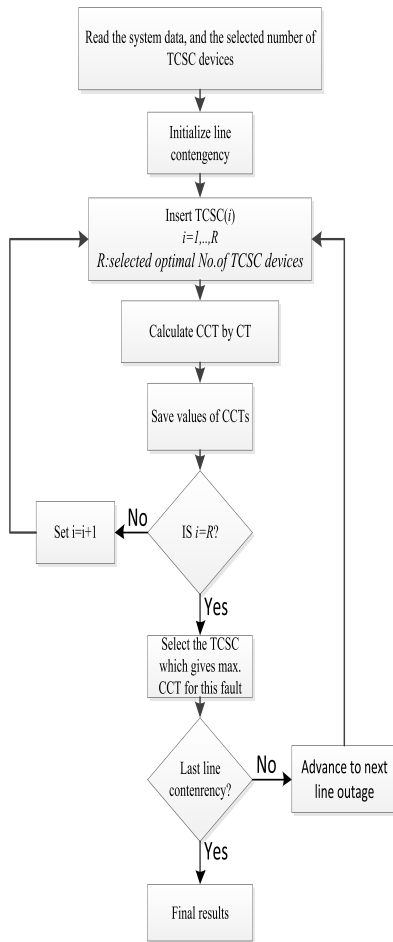 Read the system data, and the selected number of
TCSC devices
Initialize line
contengency
Insert TCSC(i)
i=1,..,R
R:selected optimal No.of TCSC devices
Calculate CCT by CT
Save values of CCTs
IS i=R?
No
Set i=i+1
Yes
Select the TCSC
which gives max.
CCT for this fault
Last line
contenrency?
No
Advance to next
line outage
Yes
Final results